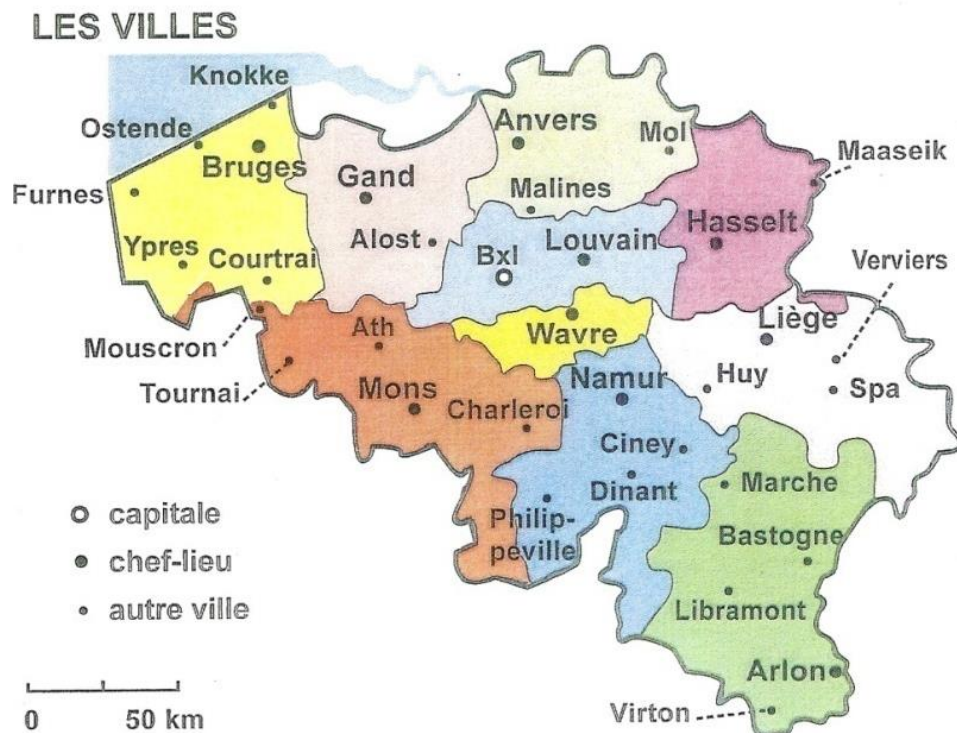 LES VILLES
Knokke
Ostende
Bruges
Furnes
Ypres
Courtrai
Gand
Alost
Anvers
Mol
Malines
Maaseik
Hasselt
Bxl
Louvain
Verviers
Mouscron
Ath
Wavre
Liège
Tournai
Mons
Charleroi
Namur
Huy
Spa
Ciney
Dinant
Marche
Philip-
peville
Bastogne
Libramont
Arlon
Virton
capitale
chef-lieu
autre ville
0 50 km